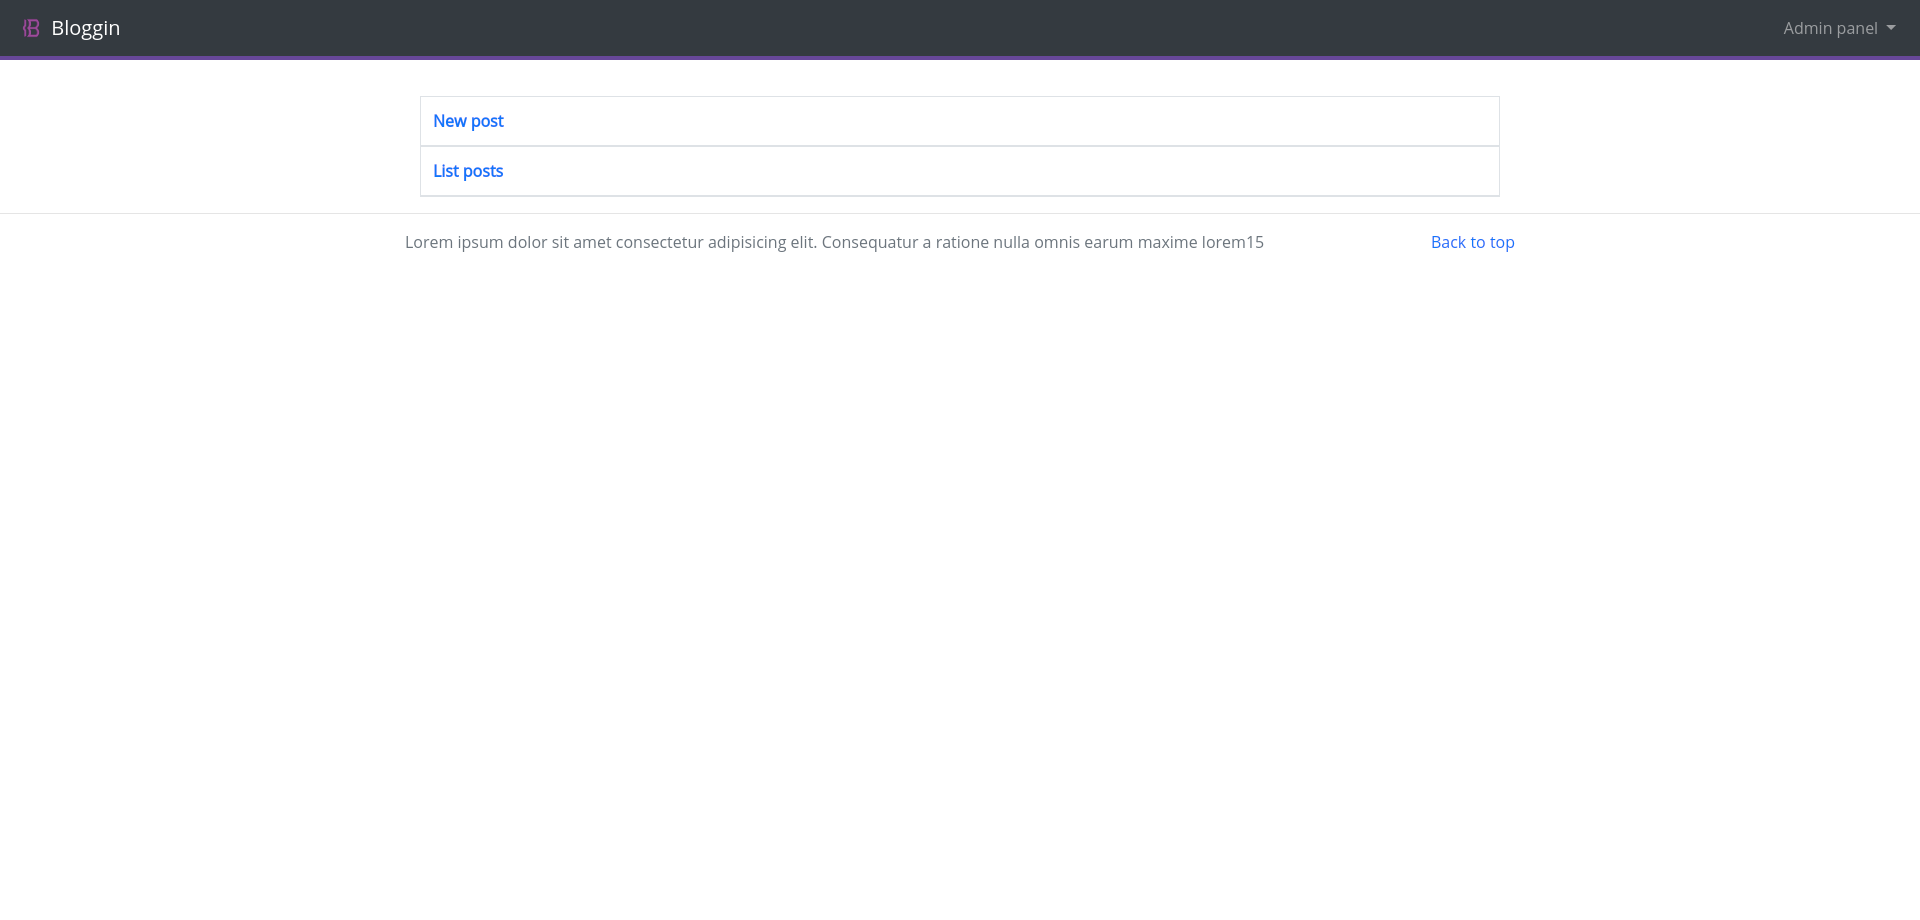 Bloggin
Admin panel
New post
List posts
Lorem ipsum dolor sit amet consectetur adipisicing elit. Consequatur a ratione nulla omnis earum maxime lorem15
Back to top